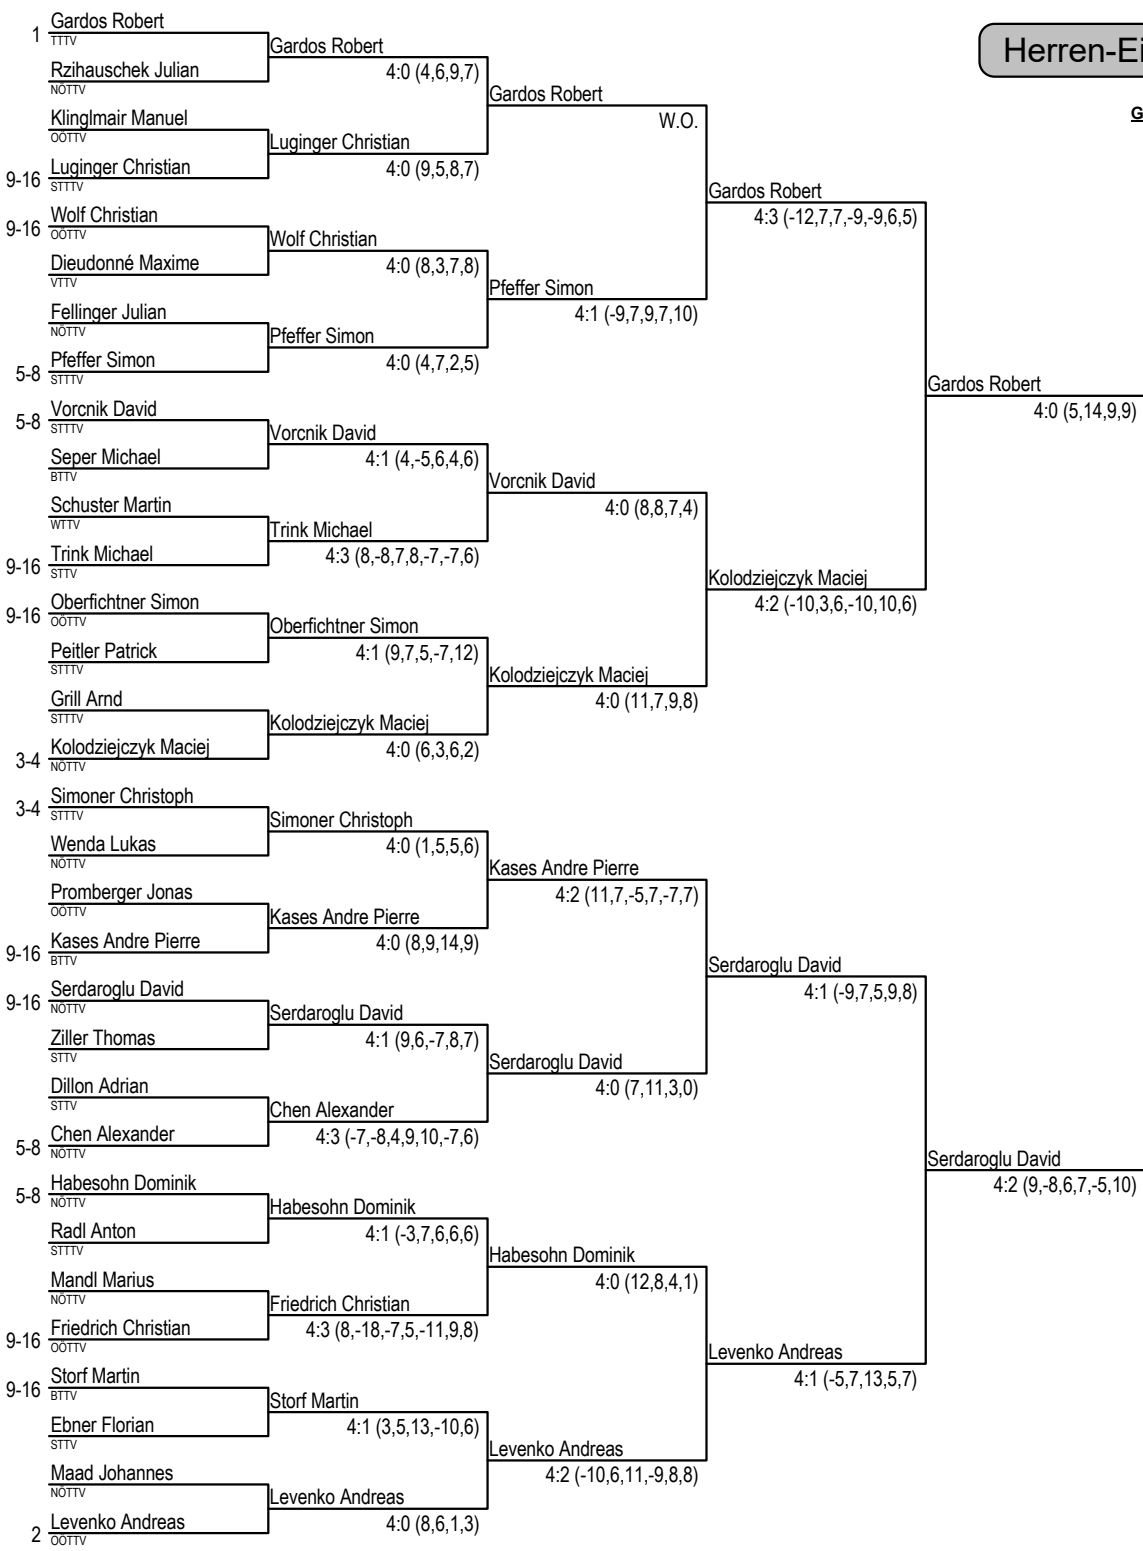 Herren-Ei
G
1 Gardos Robert
TTTV
Rzihauschek Julian
NÖTTV
Klinglmair Manuel
OÖTTV
9-16 Luginger Christian
STTTV
9-16 Wolf Christian
OÖTTV
Dieudonné Maxime
VTTV
Fellinger Julian
NÖTTV
5-8 Pfeffer Simon
STTTV
5-8 Vorcnik David
STTTV
Seper Michael
BTTV
Schuster Martin
WTTV
9-16 Trink Michael
STTV
9-16 Oberfichtner Simon
OÖTTV
Peitler Patrick
STTTV
Grill Arnd
STTTV
3-4 Kolodziejczyk Maciej
NÖTTV
3-4 Simoner Christoph
STTTV
Wenda Lukas
NÖTTV
Promberger Jonas
OÖTTV
9-16 Kases Andre Pierre
BTTV
9-16 Serdaroglu David
NÖTTV
Ziller Thomas
STTV
Dillon Adrian
STTV
5-8 Chen Alexander
NÖTTV
5-8 Habesohn Dominik
NÖTTV
Radl Anton
STTTV
Mandl Marius
NÖTTV
9-16 Friedrich Christian
OÖTTV
9-16 Storf Martin
BTTV
Ebner Florian
STTV
Maad Johannes
NÖTTV
2 Levenko Andreas
OÖTTV
Gardos Robert
4:0 (4,6,9,7)
Luginger Christian
4:0 (9,5,8,7)
Wolf Christian
4:0 (8,3,7,8)
Pfeffer Simon
4:0 (4,7,2,5)
Vorcnik David
4:1 (4,-5,6,4,6)
Trink Michael
4:3 (8,-8,7,8,-7,-7,6)
Oberfichtner Simon
4:1 (9,7,5,-7,12)
Kolodziejczyk Maciej
4:0 (6,3,6,2)
Simoner Christoph
4:0 (1,5,5,6)
Kases Andre Pierre
4:0 (8,9,14,9)
Serdaroglu David
4:1 (9,6,-7,8,7)
Chen Alexander
4:3 (-7,-8,4,9,10,-7,6)
Habesohn Dominik
4:1 (-3,7,6,6,6)
Friedrich Christian
4:3 (8,-18,-7,5,-11,9,8)
Storf Martin
4:1 (3,5,13,-10,6)
Levenko Andreas
4:0 (8,6,1,3)
Gardos Robert
W.O.
Pfeffer Simon
4:1 (-9,7,9,7,10)
Vorcnik David
4:0 (8,8,7,4)
Kolodziejczyk Maciej
4:0 (11,7,9,8)
Kases Andre Pierre
4:2 (11,7,-5,7,-7,7)
Serdaroglu David
4:0 (7,11,3,0)
Habesohn Dominik
4:0 (12,8,4,1)
Levenko Andreas
4:2 (-10,6,11,-9,8,8)
Gardos Robert
4:3 (-12,7,7,-9,-9,6,5)
Kolodziejczyk Maciej
4:2 (-10,3,6,-10,10,6)
Serdaroglu David
4:1 (-9,7,5,9,8)
Levenko Andreas
4:1 (-5,7,13,5,7)
Gardos Robert
4:0 (5,14,9,9)
Serdaroglu David
4:2 (9,-8,6,7,-5,10)